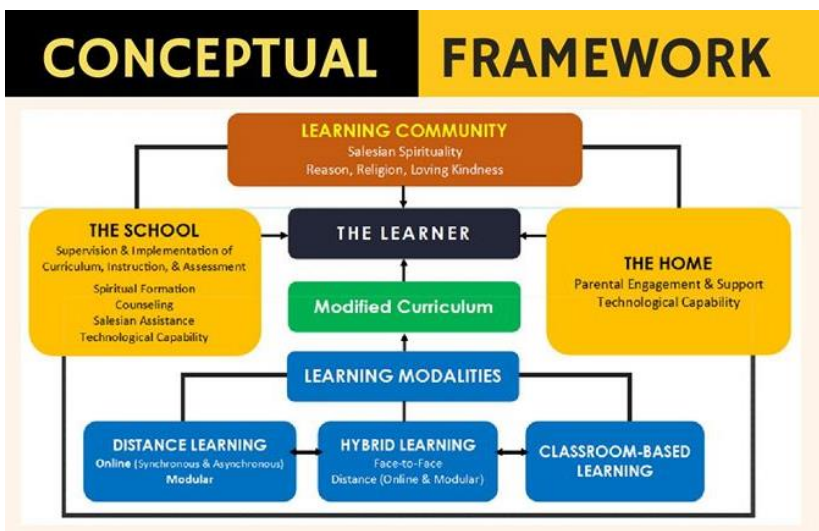 CONCEPTUAL FRAMEWORK
LEARNING COMMUNITY
Salesian Spirituality
Reason, Religion, Loving Kindness
THE SCHOOL
Supervision & Implementation of
Curriculum, Instruction, & Assessment
Spiritual Formation
Counseling
Salesian Assistance
Technological Capability
THE LEARNER
THE HOME
Parental Engagement & Support
Technological Capability
Modified Curriculum
LEARNING MODALITIES
DISTANCE LEARNING
Online (Synchronous & Asynchronous)
Modular
HYBRID LEARNING
Face-to-Face
Distance (Online & Modular)
CLASSROOM-BASED
LEARNING